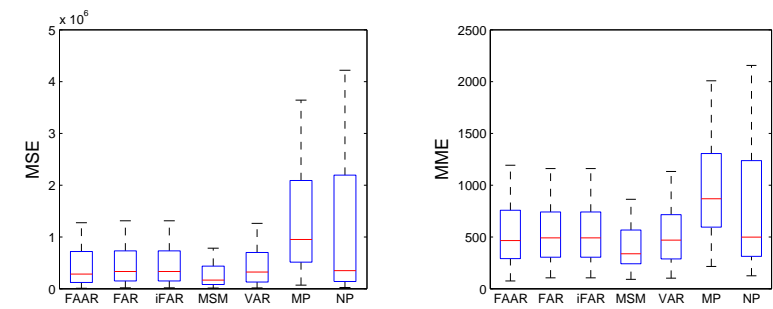 x 10^6
5
4
3
2
1
0
MSE
FAAR FAR iFAR MSM VAR MP NP
2500
2000
1500
1000
500
0
MME
FAAR FAR iFAR MSM VAR MP NP